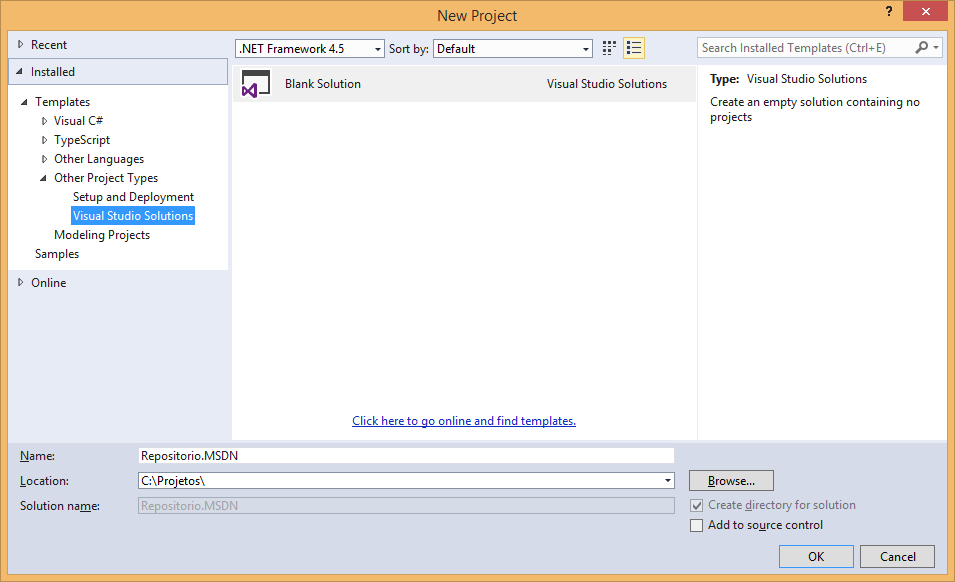 New Project
?
Recent
.NET Framework 4.5
Sort by:
Default
Search Installed Templates (Ctrl+E)
Installed
Templates
Visual C#
TypeScript
Other Languages
Other Project Types
Setup and Deployment
Visual Studio Solutions
Modeling Projects
Samples
Online
Blank Solution
Visual Studio Solutions
Type: Visual Studio Solutions
Create an empty solution containing no
projects
Click here to go online and find templates.
Name:
Repositorio.MSDN
Location:
C:\Projetos\
Browse...
Solution name:
Repositorio.MSDN
Create directory for solution
Add to source control
OK
Cancel